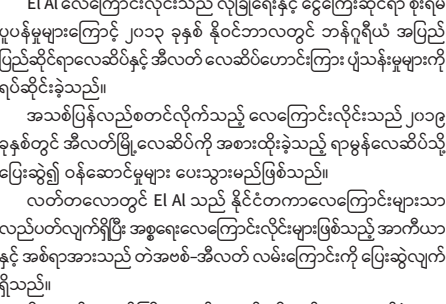 El Al လေကြောင်းလိုင်းသည် လုံခြုံရေးနှင့် ငွေကြေးဆိုင်ရာ စိုးရိမ်
ပူပန်မှုများကြောင့် ၂၀၁၃ ခုနှစ် နိုဝင်ဘာလတွင် ဘန်ဂူရီယံ အပြည်
ပြည်ဆိုင်ရာလေဆိပ်နှင့် အီလတ် လေဆိပ်ဟောင်းကြား ပျံသန်းမှုများကို
ရပ်ဆိုင်းခဲ့သည်။
အသစ်ပြန်လည်စတင်လိုက်သည့် လေကြောင်းလိုင်းသည် ၂၀၁၉
ခုနှစ်တွင် အီလတ်မြို့လေဆိပ်ကို အစားထိုးခဲ့သည့် ရာမွန်လေဆိပ်သို့
ပြေးဆွဲ၍ ဝန်ဆောင်မှုများ ပေးသွားမည်ဖြစ်သည်။
လတ်တလောတွင် El Al သည် နိုင်ငံတကာလေကြောင်းများသာ
လည်ပတ်လျက်ရှိပြီး အစ္စရေးလေကြောင်းလိုင်းများဖြစ်သည့် အာကီယာ
နှင့် အစ်ရာအားသည် တဲအဗစ်–အီလတ် လမ်းကြောင်းကို ပြေးဆွဲလျက်
ရှိသည်။